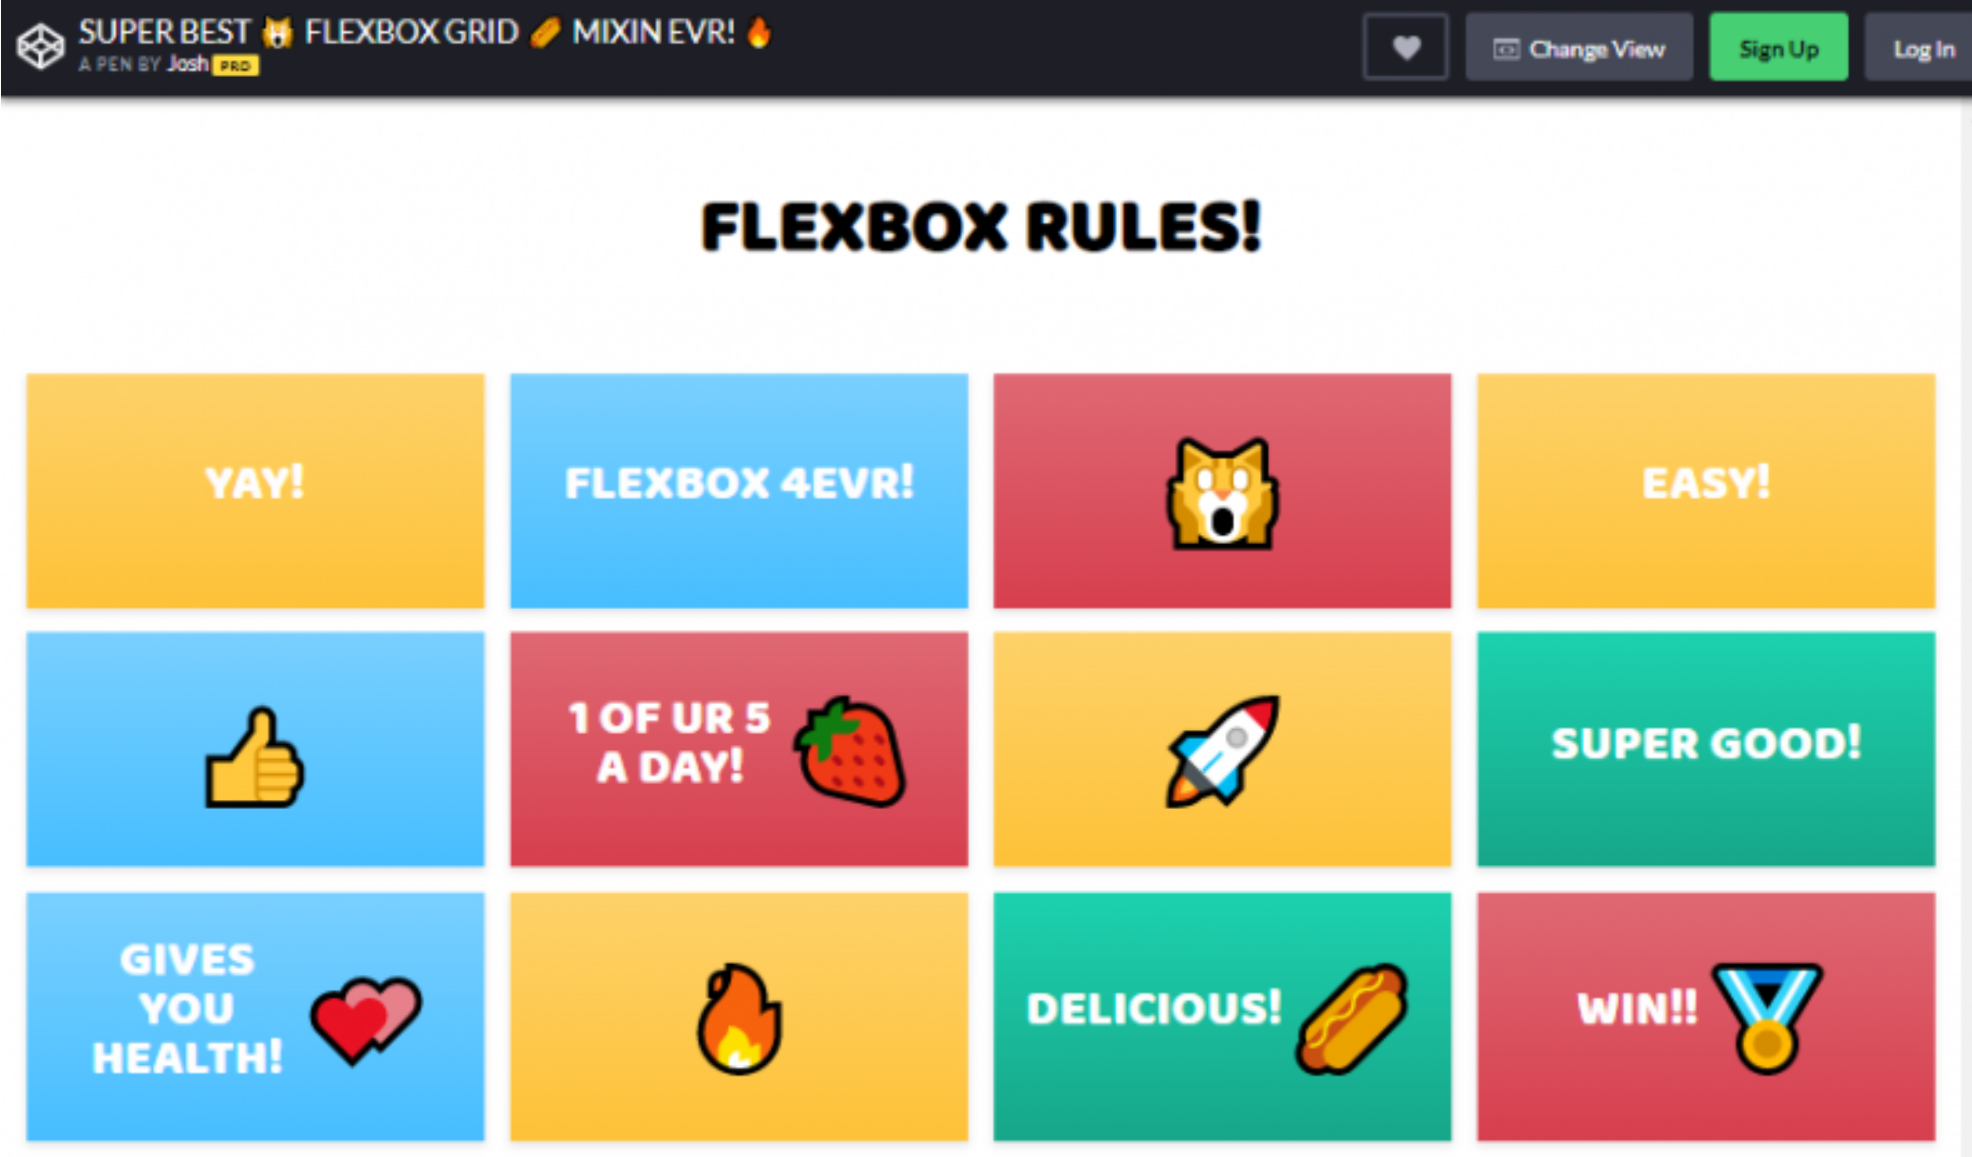 SUPER BEST 🙀 FLEXBOX GRID 🌭 MIXIN EVR! 🔥
A PEN BY Josh PRO
Change View
Sign Up
Log In
FLEXBOX RULES!
YAY!
FLEXBOX 4EVR!
EASY!
1 OF UR 5
A DAY!
SUPER GOOD!
GIVES
YOU
HEALTH!
DELICIOUS!
WIN!!